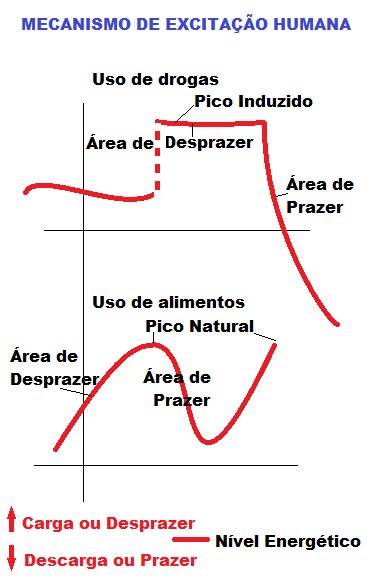 MECANISMO DE EXCITAÇÃO HUMANA
Uso de drogas
Pico Induzido
Área de Desprazer
Área de
Prazer
Uso de alimentos
Pico Natural
Área de
Desprazer
Área de
Prazer
Carga ou Desprazer
Nível Energético
Descarga ou Prazer